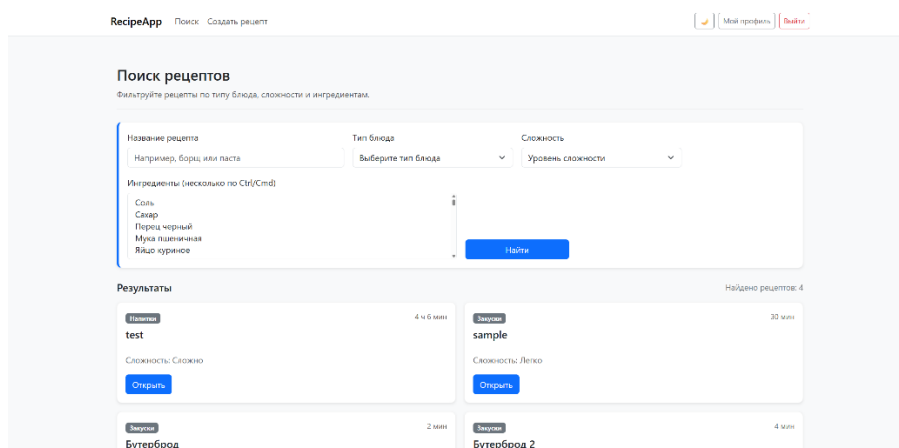 RecipeApp Поиск Создать рецепт Мой профиль Выйти
Поиск рецептов
Фильтруйте рецепты по типу блюда, сложности и ингредиентам.
Название рецепта Тип блюда Сложность
Например, борщ или паста Выберите тип блюда Уровень сложности
Ингредиенты (несколько по Ctrl/Cmd)
Соль
Сахар
Перец черный
Мука пшеничная
Яйцо куриное
Найти
Результаты Найдено рецептов: 4
Напитки 4 ч 6 мин
test
Сложность: Сложно
Открыть
Закуски 30 мин
sample
Сложность: Легко
Открыть
Закуски 2 мин
Бутерброд
Закуски 4 мин
Бутерброд 2